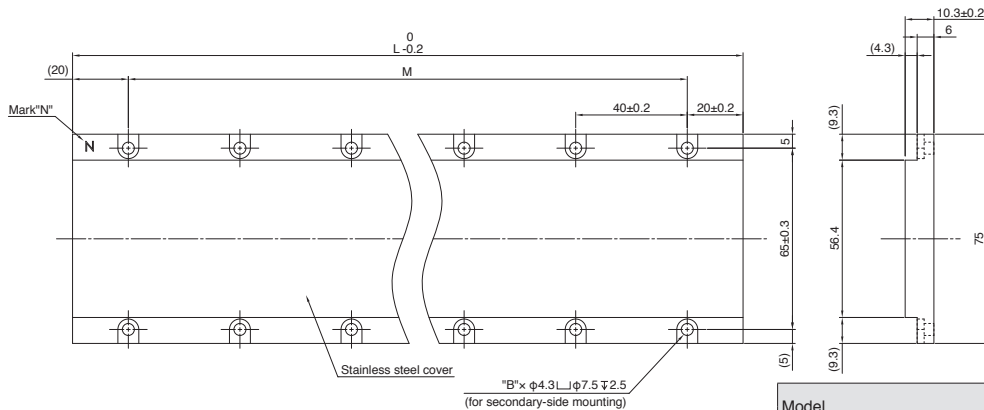 0
L -0.2
10.3±0.2
6
(4.3)
(20)
M
40±0.2
20±0.2
Mark"N"
N
5
(9.3)
65±0.3
56.4
75
(5)
(9.3)
Stainless steel cover
"B"× φ4.3⌴φ7.5↧2.5
(for secondary-side mounting)
Model